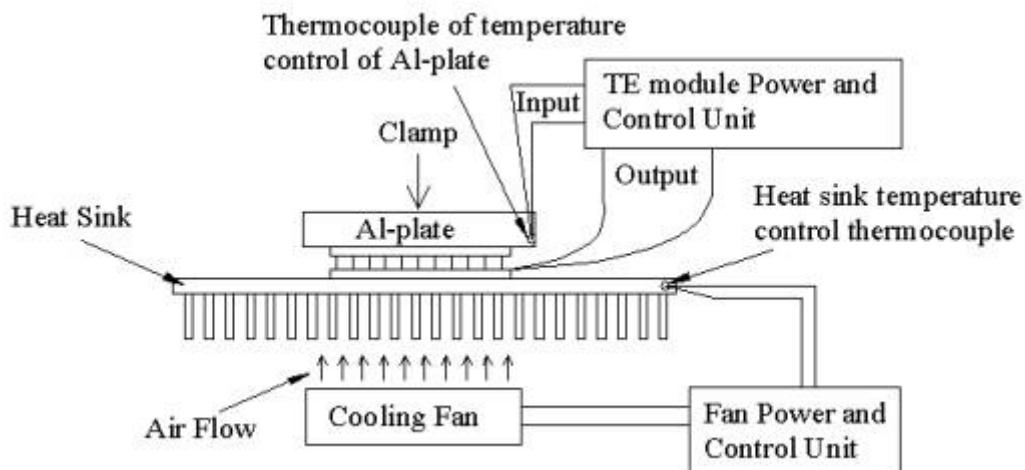 Thermocouple of temperature
control of Al-plate
TE module Power and
Control Unit
Input
Clamp
Output
Heat Sink
Al-plate
Heat sink temperature
control thermocouple
Air Flow
Cooling Fan
Fan Power and
Control Unit